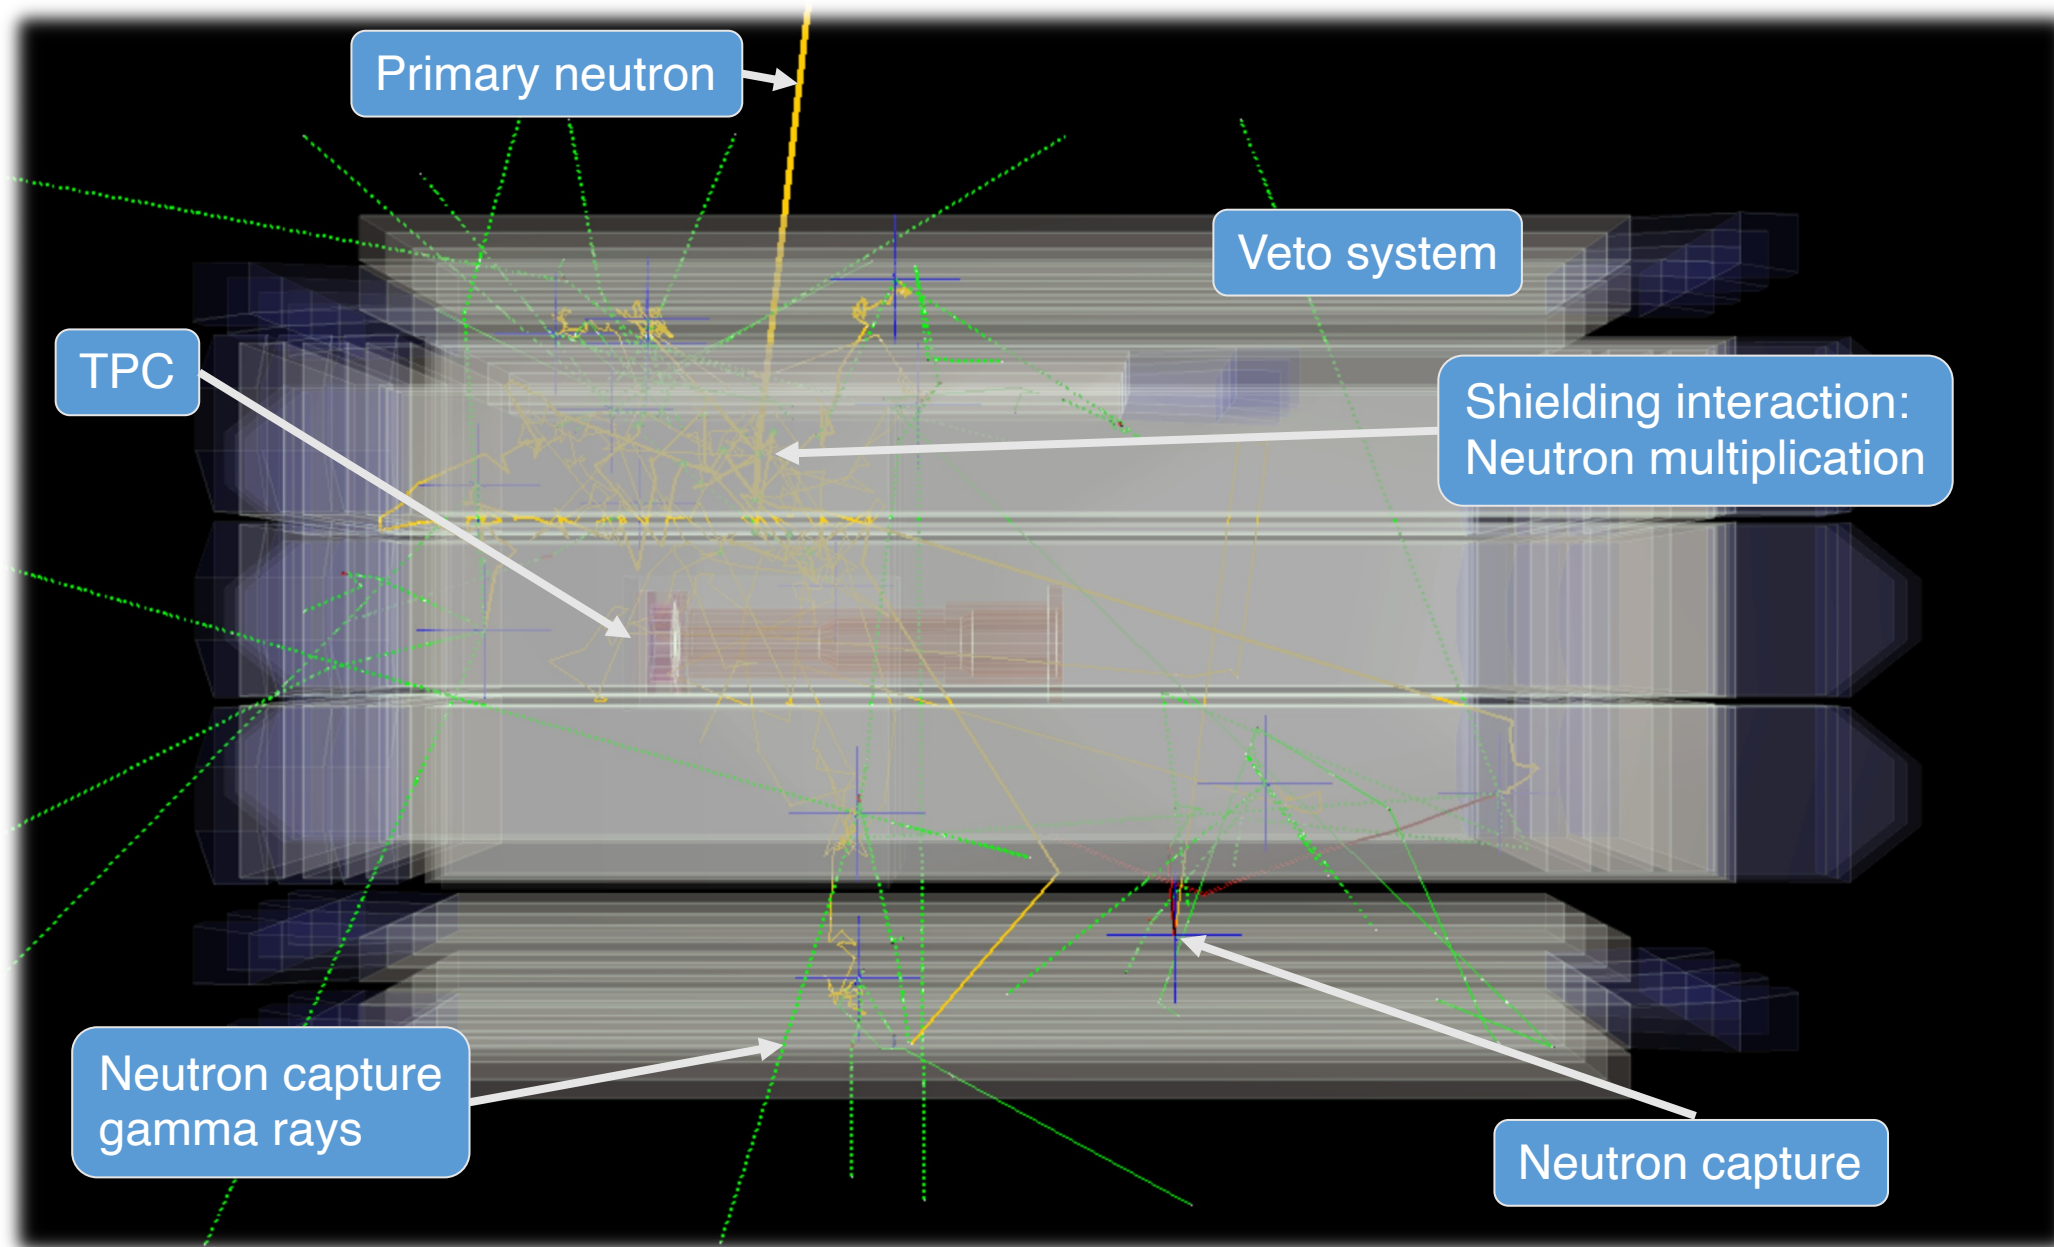 Primary neutron
Veto system
TPC
Shielding interaction:
Neutron multiplication
Neutron capture
gamma rays
Neutron capture